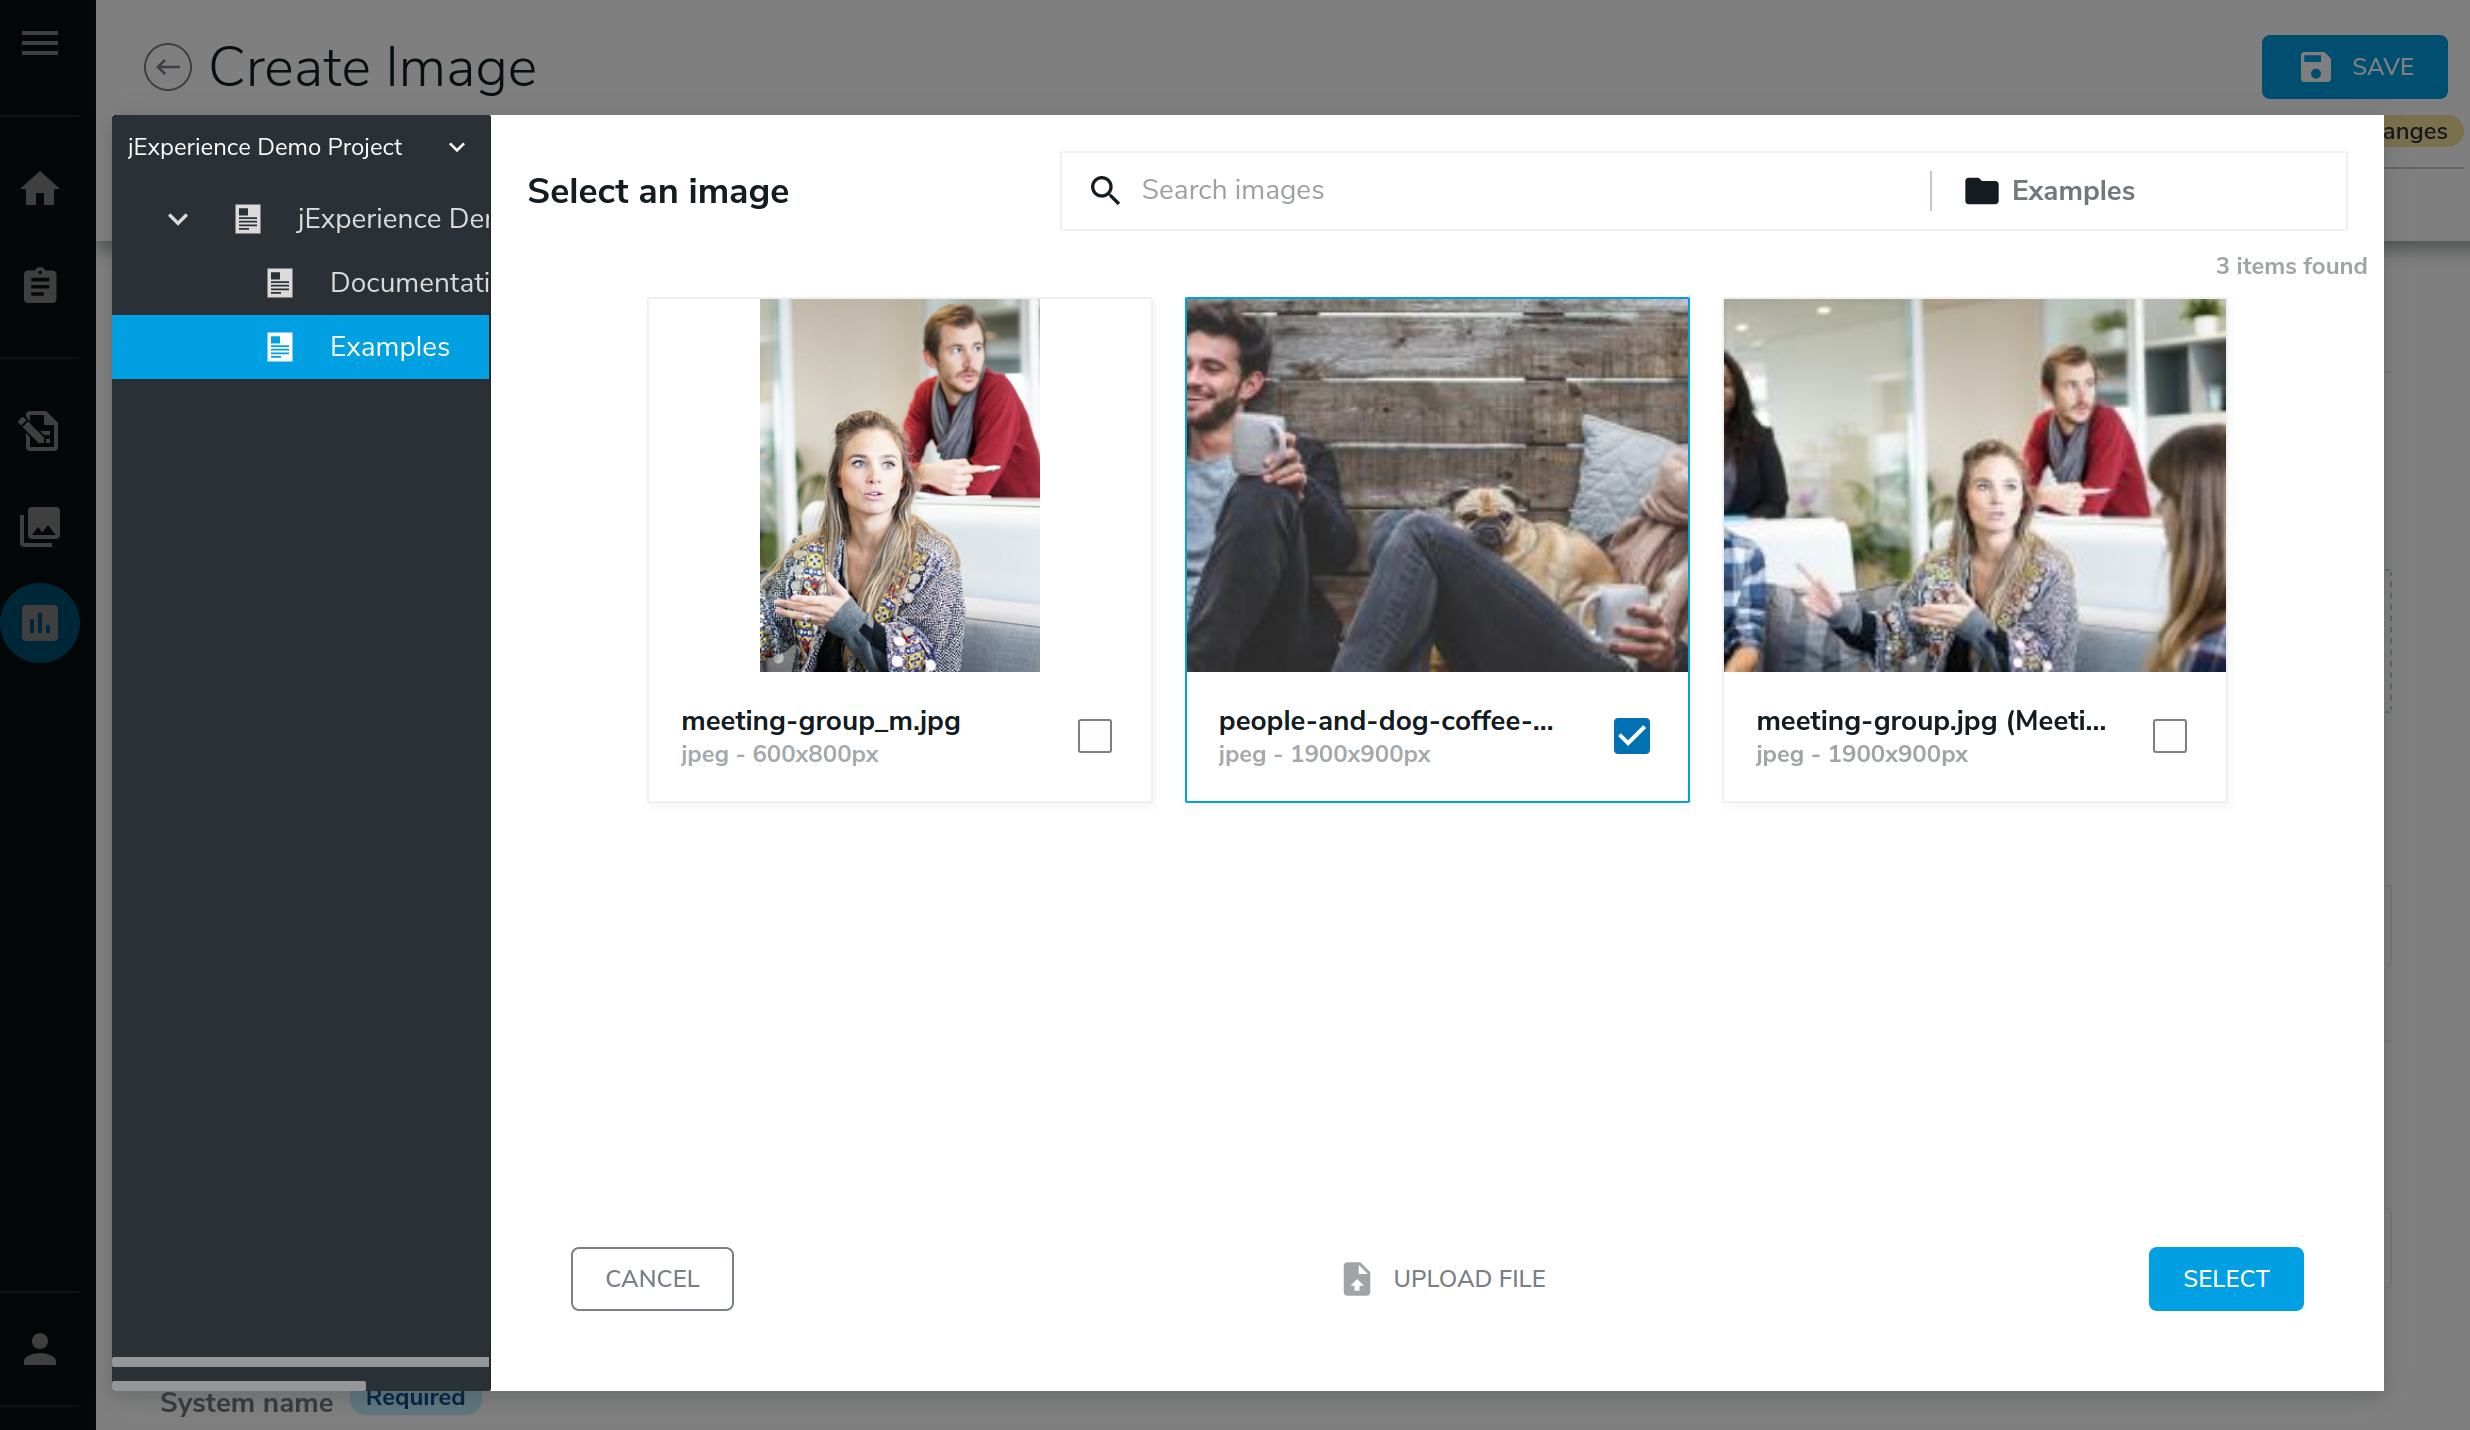 Create Image
SAVE
anges
jExperience Demo Project
jExperience Der
Documentati
Examples
Select an image
Search images
Examples
3 items found
meeting-group_m.jpg
jpeg - 600x800px
people-and-dog-coffee-...
jpeg - 1900x900px
meeting-group.jpg (Meeti...
jpeg - 1900x900px
CANCEL
UPLOAD FILE
SELECT
System name
Required